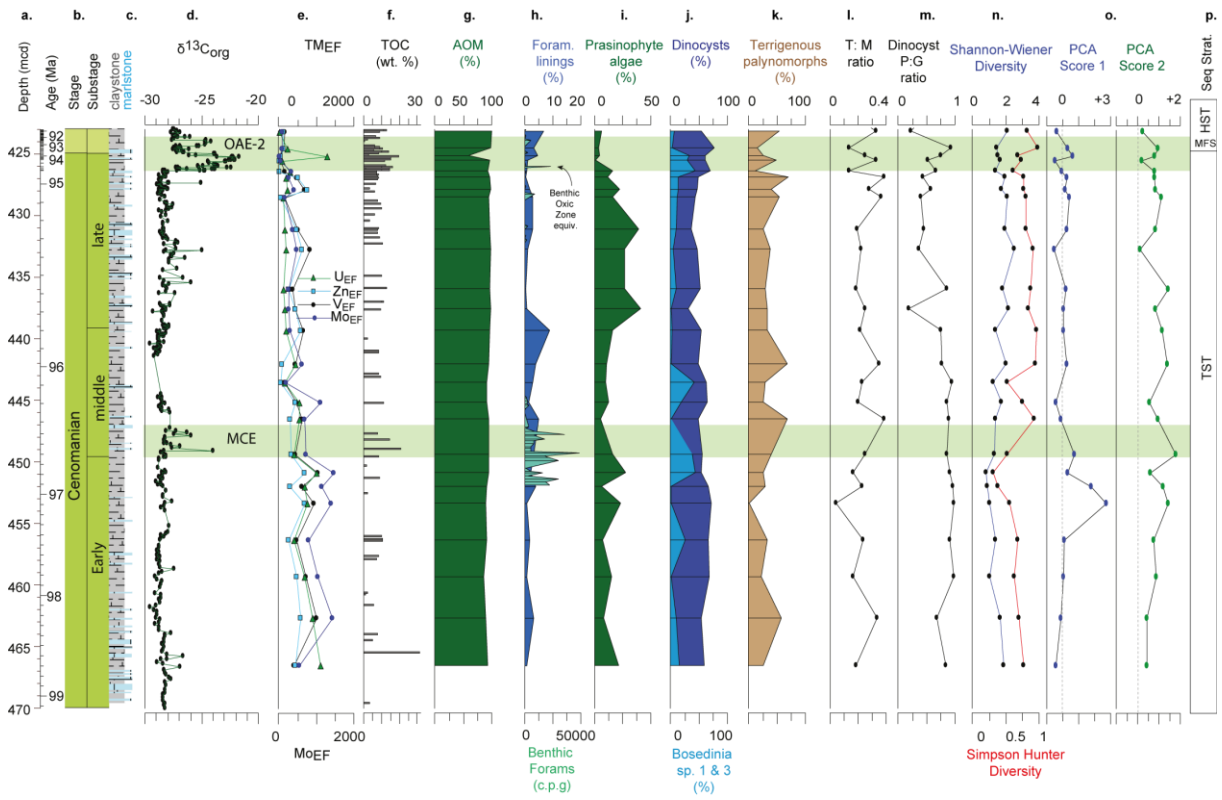 a.
b.
c.
d.
e.
f.
g.
h.
i.
j.
k.
l.
m.
n.
o.
p.
Depth (mcd)
Age (Ma)
Stage
Substage
claystone
marlstone
δ13Corg
TMEF
TOC
(wt. %)
AOM
(%)
Foram.
linings
(%)
Prasinophyte
algae
(%)
Dinocysts
(%)
Terrigenous
palynomorphs
(%)
T: M
ratio
Dinocyst
P:G
ratio
Shannon-Wiener
Diversity
PCA
Score 1
PCA
Score 2
Seq Strat.
-30 -25 -20
0 2000
0 10 20 30
0 50 100
0 10 20
0 50
0 50 100
0 100
0 0.4
0 1
0 2 4
0 +3
0 +2
HST
MFS
TST
425
430
435
440
445
450
455
460
465
470
92
93
94
95
96
97
98
99
Cenomanian
late
middle
Early
OAE-2
MCE
UEF
ZnEF
VEF
MoEF
Benthic
Oxic
Zone
equiv.
0 2000
MoEF
0 50000
Benthic
Forams
(c.p.g)
0 50 100
Bosedinia
sp. 1 & 3
(%)
0 0.5 1
Simpson Hunter
Diversity